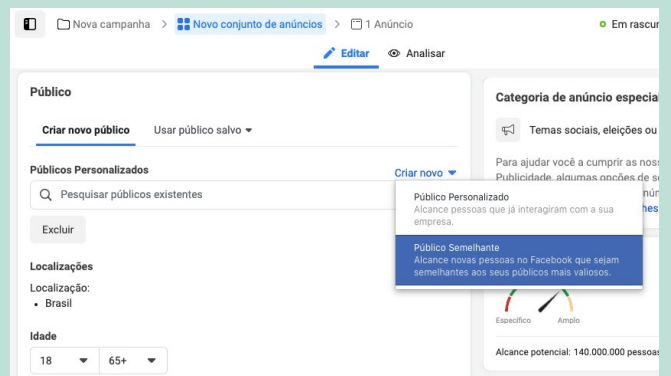 Nova campanha > Novo conjunto de anúncios > 1 Anúncio
Em
Editar Analisar
Público
Criar novo público Usar público salvo
Públicos Personalizados
Criar novo
Pesquisar públicos existentes
Excluir
Localizações
Localização:
• Brasil
Idade
18 65+
Público Personalizado
Alcance pessoas que já interagiram com a sua
empresa.
Público Semelhante
Alcance novas pessoas no Facebook que sejam
semelhantes aos seus públicos mais valiosos.
Categoria de anúncio
Temas sociais, eleições ou
Para ajudar você a cumprir as
Publicidade, algumas opções de
Específico Amplo
Alcance potencial: 140.000.000 pessoas